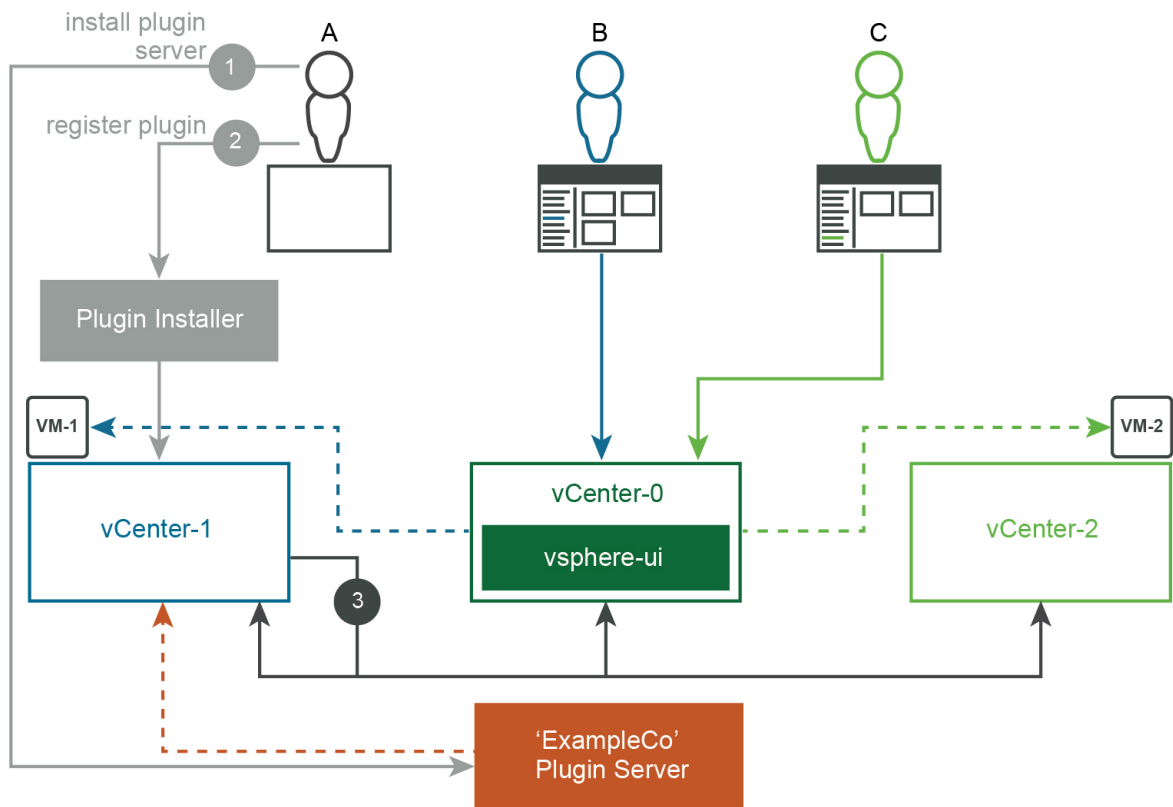 install plugin
server
1
A
B
C
register plugin
2
Plugin Installer
VM-1
VM-2
vCenter-1
vCenter-0
vsphere-ui
vCenter-2
3
‘ExampleCo’
Plugin Server